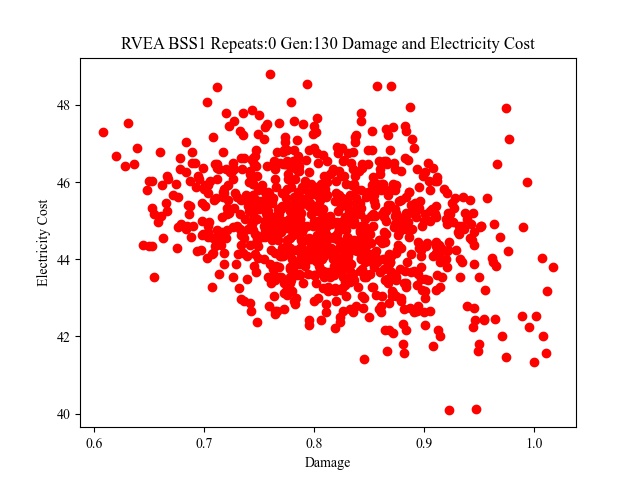 RVEA BSS1 Repeats:0 Gen:130 Damage and Electricity Cost
48
46
44
42
40
Electricity Cost
0.6 0.7 0.8 0.9 1.0
Damage